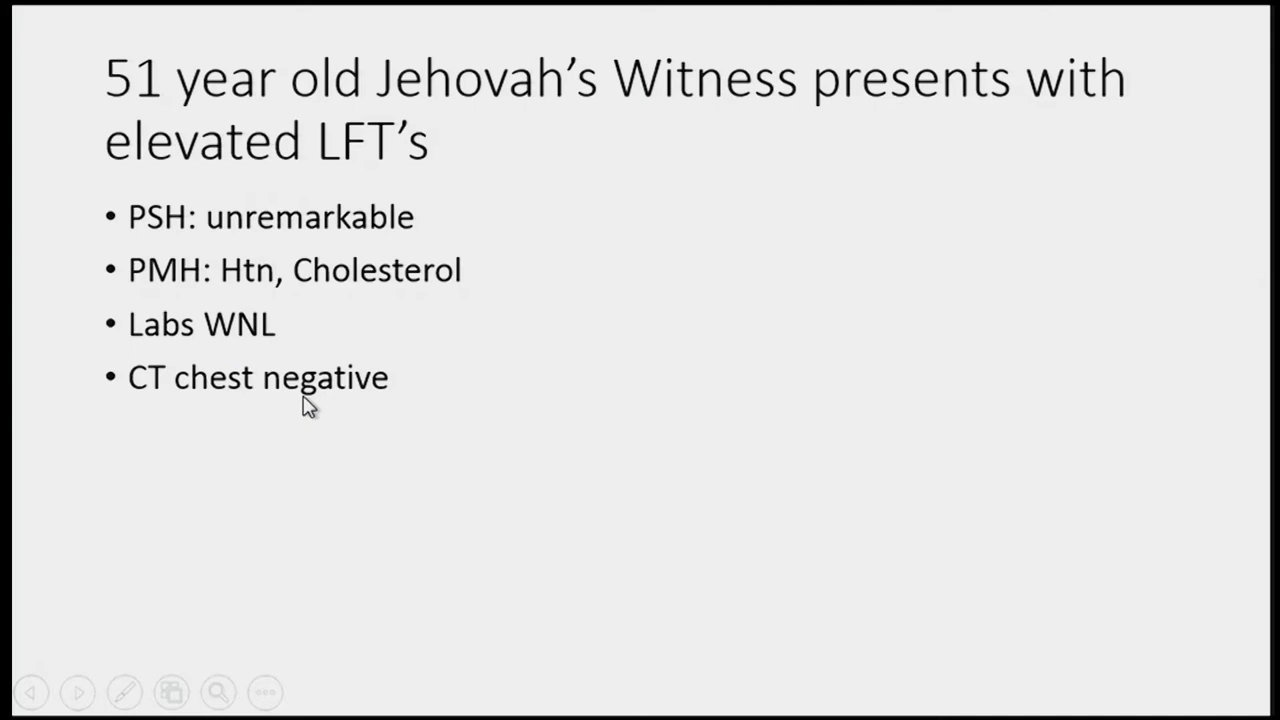 51 year old Jehovah’s Witness presents with
elevated LFT’s
• PSH: unremarkable
• PMH: Htn, Cholesterol
• Labs WNL
• CT chest negative